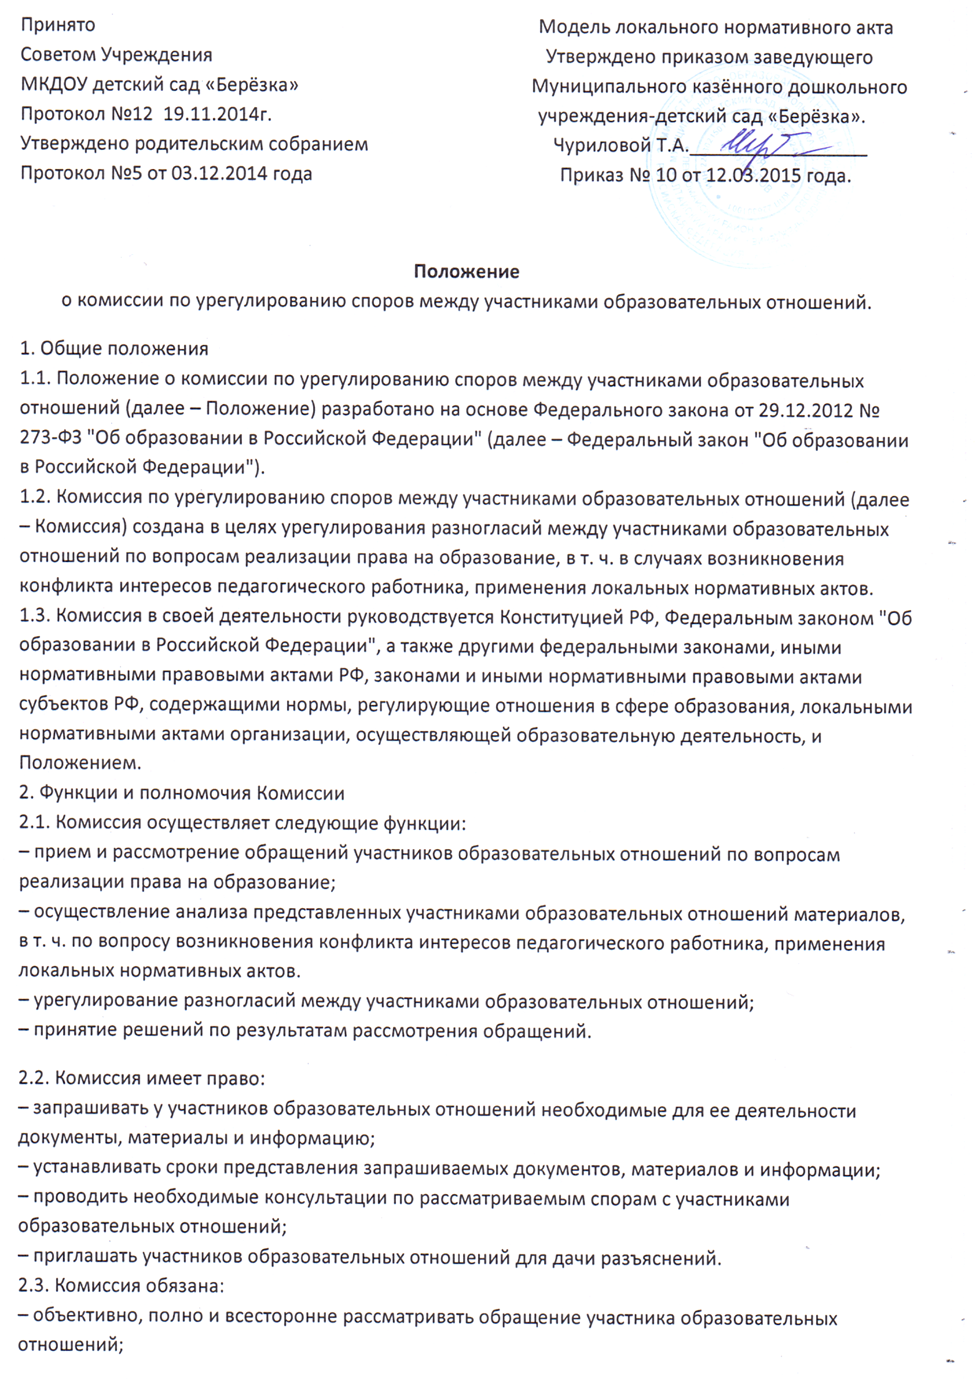 Принято
Советом Учреждения
МКДОУ детский сад «Берёзка»
Протокол №12  19.11.2014г.
Утверждено родительским собранием
Протокол №5 от 03.12.2014 года
Модель локального нормативного акта
Утверждено приказом заведующего
Муниципального казённого дошкольного
учреждения-детский сад «Берёзка».
Чуриловой Т.А.________________
Приказ № 10 от 12.03.2015 года.
Положение
о комиссии по урегулированию споров между участниками образовательных отношений.
1. Общие положения
1.1. Положение о комиссии по урегулированию споров между участниками образовательных
отношений (далее – Положение) разработано на основе Федерального закона от 29.12.2012 №
273-ФЗ "Об образовании в Российской Федерации" (далее – Федеральный закон "Об образовании
в Российской Федерации").
1.2. Комиссия по урегулированию споров между участниками образовательных отношений (далее
– Комиссия) создана в целях урегулирования разногласий между участниками образовательных
отношений по вопросам реализации права на образование, в т. ч. в случаях возникновения
конфликта интересов педагогического работника, применения локальных нормативных актов.
1.3. Комиссия в своей деятельности руководствуется Конституцией РФ, Федеральным законом "Об
образовании в Российской Федерации", а также другими федеральными законами, иными
нормативными правовыми актами РФ, законами и иными нормативными правовыми актами
субъектов РФ, содержащими нормы, регулирующие отношения в сфере образования, локальными
нормативными актами организации, осуществляющей образовательную деятельность, и
Положением.
2. Функции и полномочия Комиссии
2.1. Комиссия осуществляет следующие функции:
– прием и рассмотрение обращений участников образовательных отношений по вопросам
реализации права на образование;
– осуществление анализа представленных участниками образовательных отношений материалов,
в т. ч. по вопросу возникновения конфликта интересов педагогического работника, применения
локальных нормативных актов.
– урегулирование разногласий между участниками образовательных отношений;
– принятие решений по результатам рассмотрения обращений.
2.2. Комиссия имеет право:
– запрашивать у участников образовательных отношений необходимые для ее деятельности
документы, материалы и информацию;
– устанавливать сроки представления запрашиваемых документов, материалов и информации;
– проводить необходимые консультации по рассматриваемым спорам с участниками
образовательных отношений;
– приглашать участников образовательных отношений для дачи разъяснений.
2.3. Комиссия обязана:
– объективно, полно и всесторонне рассматривать обращение участника образовательных
отношений;